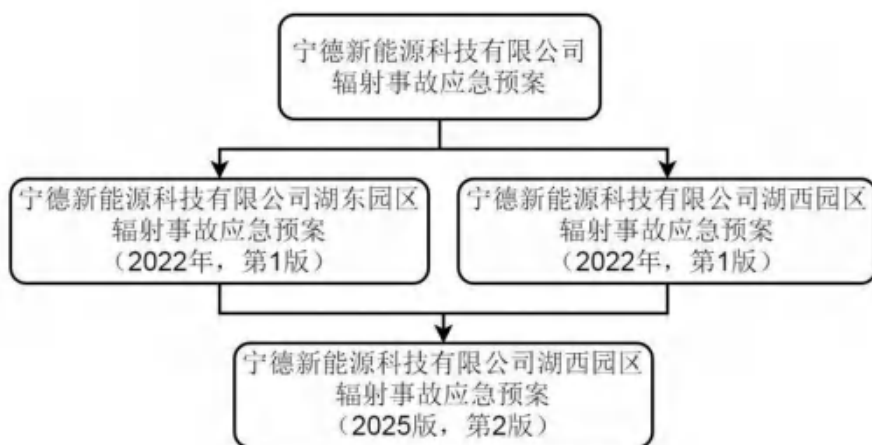 宁德新能源科技有限公司
辐射事故应急预案
宁德新能源科技有限公司湖东园区
辐射事故应急预案
（2022年，第1版）
宁德新能源科技有限公司湖西园区
辐射事故应急预案
（2022年，第1版）
宁德新能源科技有限公司湖西园区
辐射事故应急预案
（2025版，第2版）